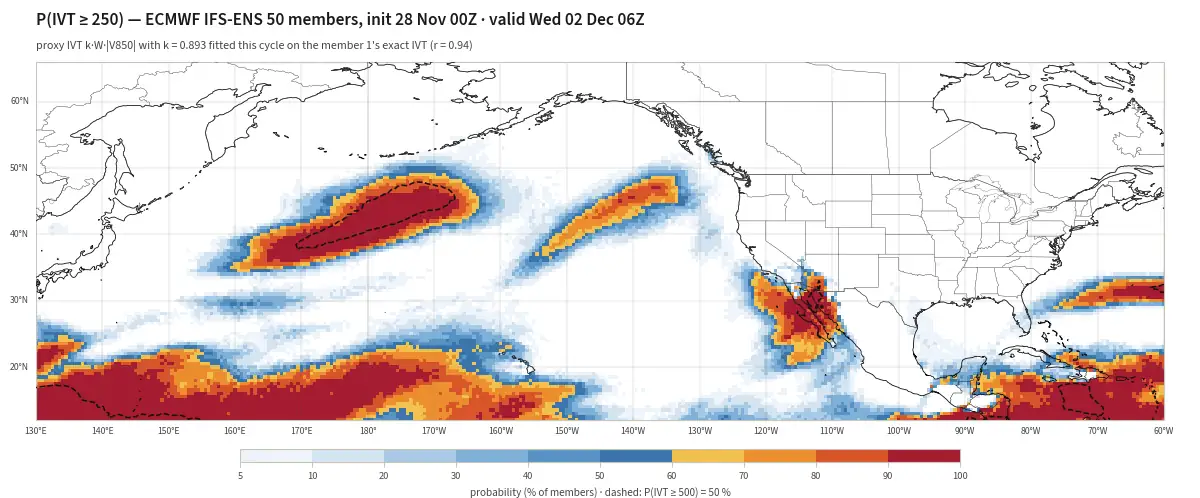 P(IVT ≥ 250) — ECMWF IFS-ENS 50 members, init 28 Nov 00Z · valid Wed 02 Dec 06Z
proxy IVT k·W·|V850| with k = 0.893 fitted this cycle on the member 1's exact IVT (r = 0.94)
60°N
50°N
40°N
30°N
20°N
130°E 140°E 150°E 160°E 170°E 180° 170°W 160°W 150°W 140°W 130°W 120°W 110°W 100°W 90°W 80°W 70°W 60°W
5 10 20 30 40 50 60 70 80 90 100
probability (% of members) · dashed: P(IVT ≥ 500) = 50 %